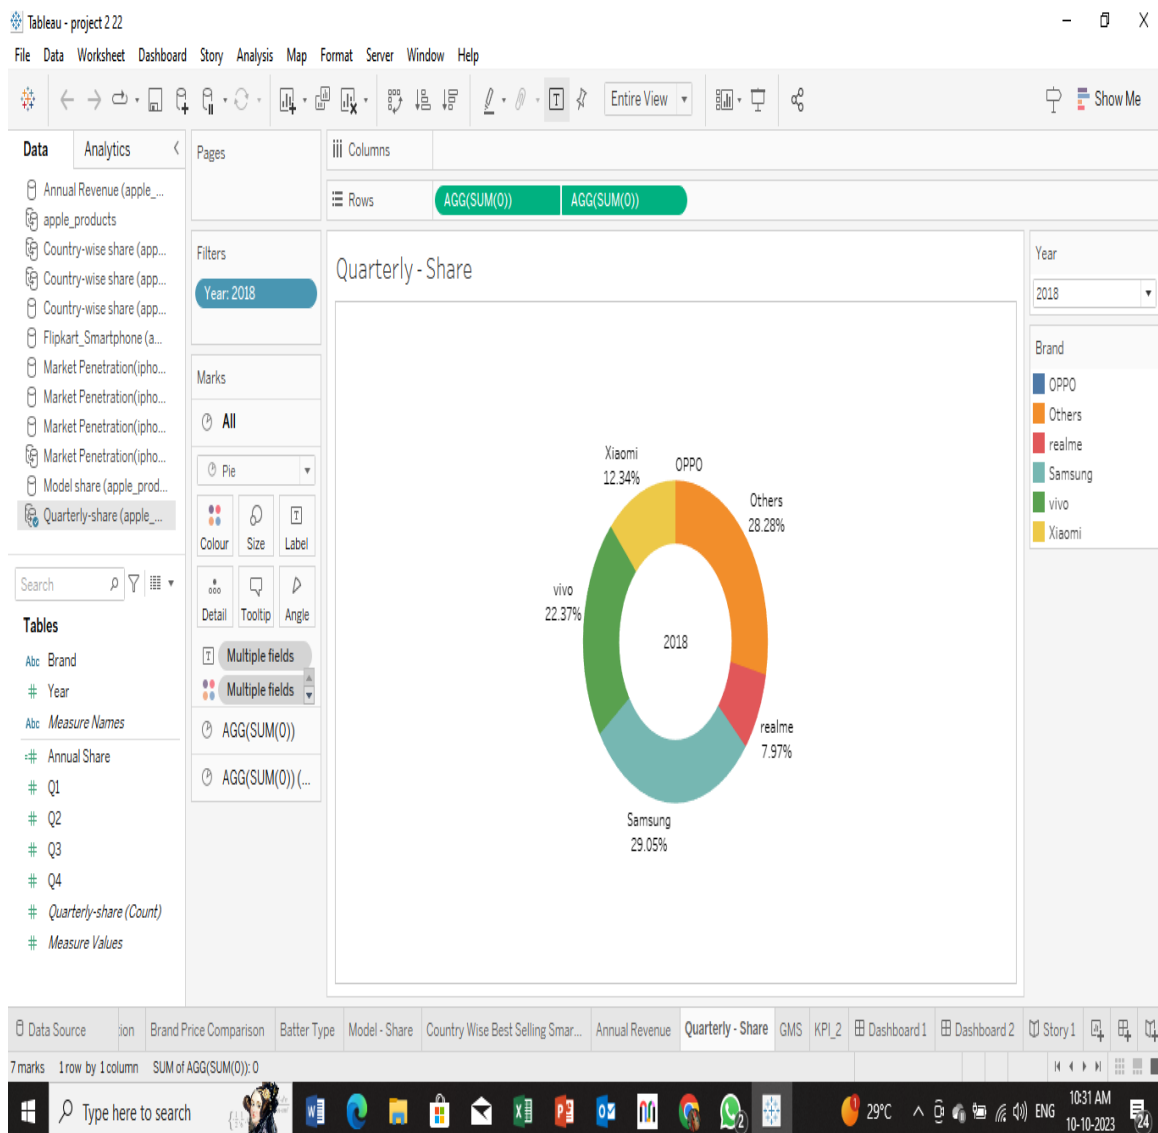 Tableau - project 2 22
File Data Worksheet Dashboard Story Analysis Map Format Server Window Help
Entire View
Show Me
Data Analytics
Annual Revenue (apple_...
apple_products
Country-wise share (app...
Country-wise share (app...
Country-wise share (app...
Flipkart_Smartphone (a...
Market Penetration(ipho...
Market Penetration(ipho...
Market Penetration(ipho...
Market Penetration(ipho...
Model share (apple_prod...
Quarterly-share (apple_...
Search
Tables
Abc Brand
# Year
Abc Measure Names
=# Annual Share
# Q1
# Q2
# Q3
# Q4
# Quarterly-share (Count)
# Measure Values
Pages
Filters
Year: 2018
Marks
All
Pie
Colour Size Label
Detail Tooltip Angle
T Multiple fields
Multiple fields
AGG(SUM(0))
AGG(SUM(0)) (...
Columns
Rows AGG(SUM(0)) AGG(SUM(0))
Quarterly - Share
Xiaomi
12.34%
OPPO
Others
28.28%
vivo
22.37%
2018
realme
7.97%
Samsung
29.05%
Year
2018
Brand
OPPO
Others
realme
Samsung
vivo
Xiaomi
Data Source :ion Brand Price Comparison Batter Type Model - Share Country Wise Best Selling Smar... Annual Revenue Quarterly - Share GMS KPI_2 Dashboard 1 Dashboard 2 Story 1
7 marks 1 row by 1 column SUM of AGG(SUM(0)): 0
Type here to search
29°C ENG
10:31 AM
10-10-2023
24